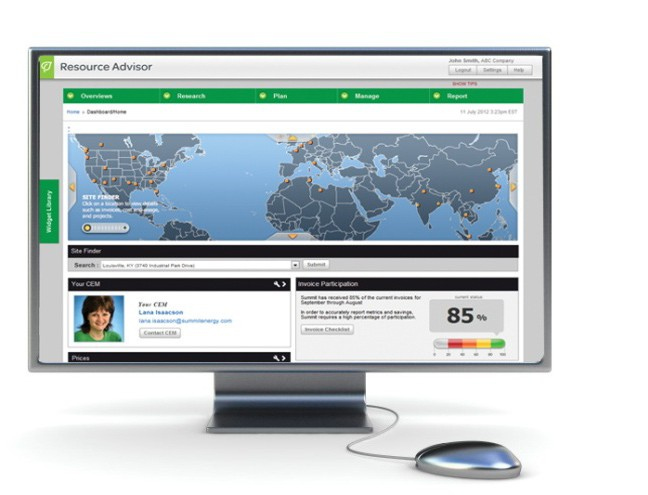 Resource Advisor
John Smith, ABC Company
Logout Settings Help
SHOW TIPS
Overviews Research Plan Manage Report
Home » Dashboard/Home
11 July 2012 3:23pm EST
Widget Library
SITE FINDER
Click on a location to view details
such as invoices,
and projects.
Site Finder
Search : Louisville, KY (5740 Industrial Park Drive) Submit
Your CEM
Your CEM
Lana Isaacson
lana.isaacson@summitenergy.com
Contact CEM
Prices
Invoice Participation
Summit has received 85% of the current invoices for
September through August
In order to accurately report metrics and savings,
Summit requires a high percentage of participation.
Invoice Checklist
current status
85 %
0 20 40 60 80 100